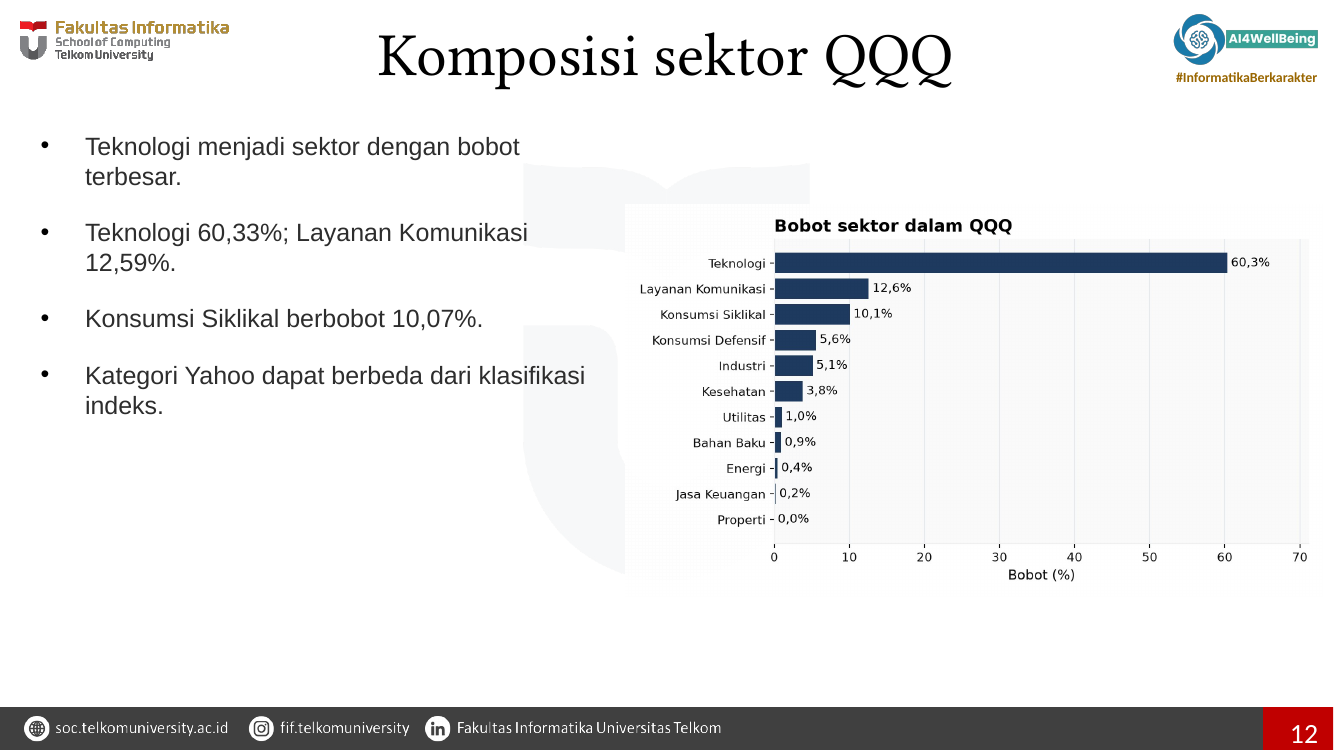 Fakultas Informatika
School of Computing
Telkom University
Komposisi sektor QQQ
AI4WellBeing
#InformatikaBerkarakter
• Teknologi menjadi sektor dengan bobot
terbesar.
• Teknologi 60,33%; Layanan Komunikasi
12,59%.
• Konsumsi Siklikal berbobot 10,07%.
• Kategori Yahoo dapat berbeda dari klasifikasi
indeks.
Bobot sektor dalam QQQ
Teknologi 60,3%
Layanan Komunikasi 12,6%
Konsumsi Siklikal 10,1%
Konsumsi Defensif 5,6%
Industri 5,1%
Kesehatan 3,8%
Utilitas 1,0%
Bahan Baku 0,9%
Energi 0,4%
Jasa Keuangan 0,2%
Properti 0,0%
0 10 20 30 40 50 60 70
Bobot (%)
soc.telkomuniversity.ac.id fif.telkomuniversity in Fakultas Informatika Universitas Telkom
12